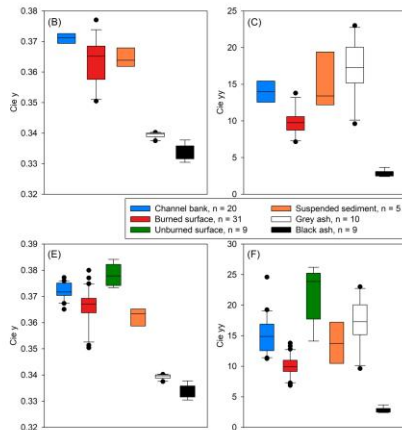 (B)
Cie y
0.38
0.37
0.36
0.35
0.34
0.33
0.32
(C)
Cie yy
25
20
15
10
5
0
Channel bank, n = 20
Burned surface, n = 31
Unburned surface, n = 9
Suspended sediment, n = 5
Grey ash, n = 10
Black ash, n = 9
(E)
Cie y
0.39
0.38
0.37
0.36
0.35
0.34
0.33
0.32
(F)
Cie yy
30
25
20
15
10
5
0